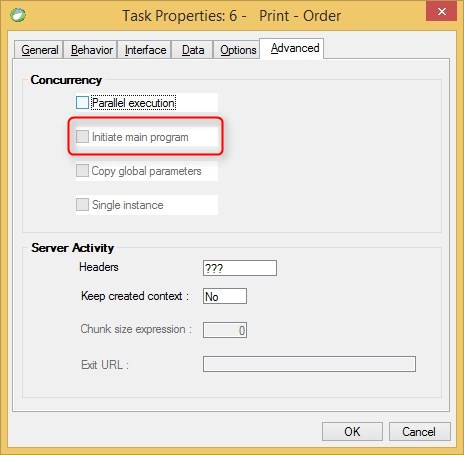 Task Properties: 6 - Print - Order
General Behavior Interface Data Options Advanced
Concurrency
Parallel execution
Initiate main program
Copy global parameters
Single instance
Server Activity
Headers ???
Keep created context : No
Chunk size expression : 0
Exit URL :
OK Cancel